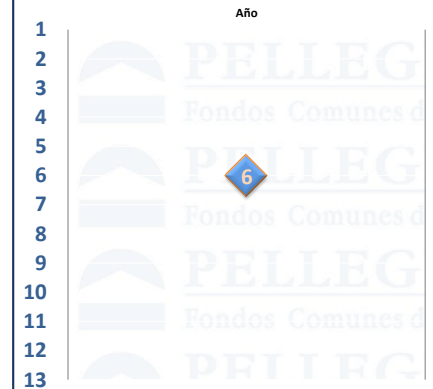 Año
1
2
3
4
5
6
7
8
9
10
11
12
13
6
PELLEG
Fondos Comunes d
PELLEG
Fondos Comunes d
PELLEG
Fondos Comunes d
PELLEG